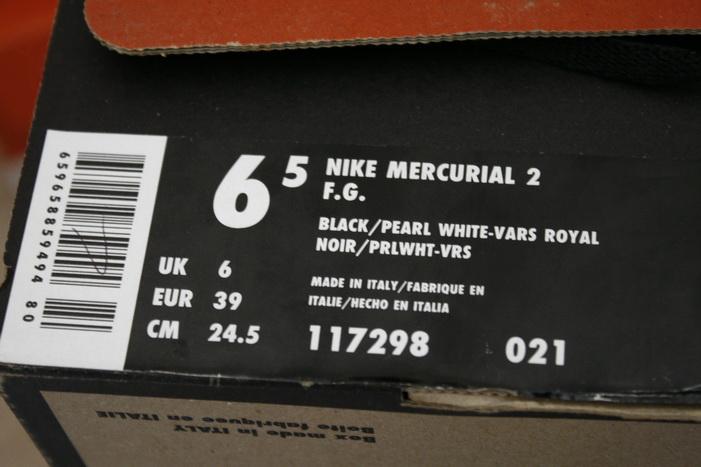 659658859494 80
6 5
NIKE MERCURIAL 2
F.G.
BLACK/PEARL WHITE-VARS ROYAL
NOIR/PRLWHT-VRS
UK 6
EUR 39
CM 24.5
MADE IN ITALY/FABRIQUE EN
ITALIE/HECHO EN ITALIA
117298 021
Box made in ITALY
Boîte fabriquée en ITALIE